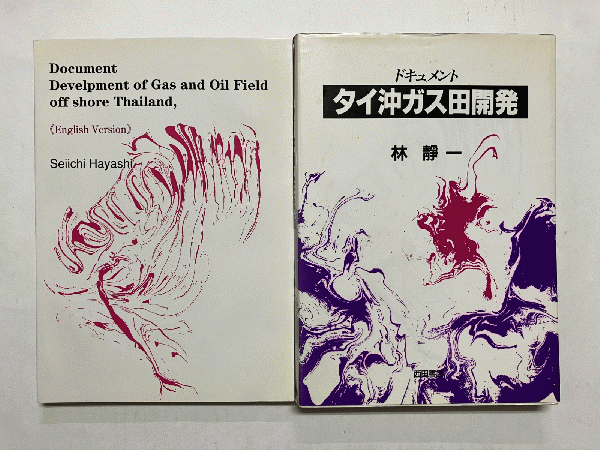 Document
Develpment of Gas and Oil Field
off shore Thailand,
《English Version》
Seiichi Hayashi
ドキュメント
タイ沖ガス田開発
林 靜一